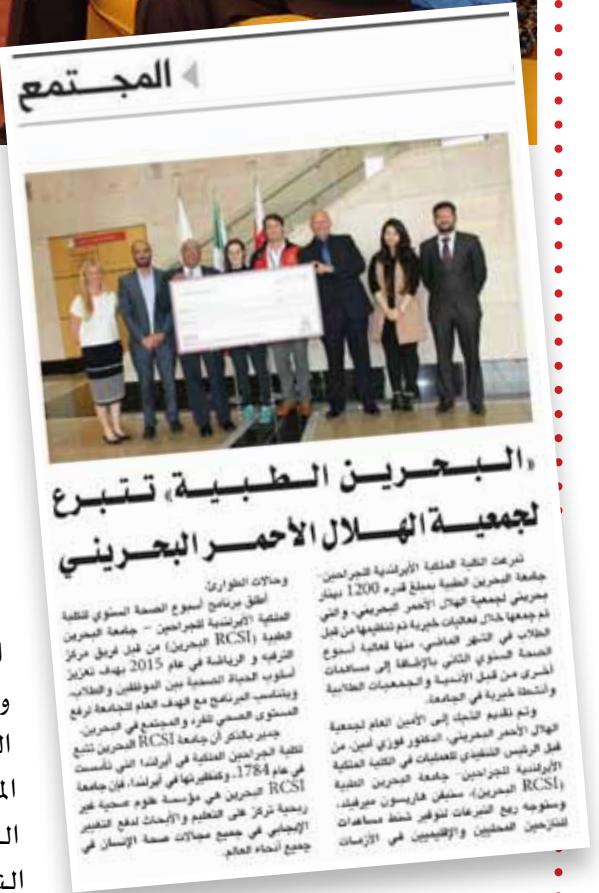 المجتمع
«البحرين الطبية» تتبرع
لجمعية الهلال الأحمر البحريني
تبرعت الكلية الملكية الأيرلندية للجراحين-
جامعة البحرين الطبية بمبلغ قدره 1200 دينار
بحريني لجمعية الهلال الأحمر البحريني، والتي
تم جمعها خلال فعاليات خيرية تم تنظيمها من قبل
الطلاب في الشهر الماضي، منها فعالية أسبوع
الصحة السنوي الثاني بالإضافة إلى مساهمات
أخرى من قبل الأندية والجمعيات الطلابية
وأنشطة خيرية في الجامعة.
وتم تقديم الشيك إلى الأمين العام لجمعية
الهلال الأحمر البحريني، الدكتور فوزي أمين، من
قبل الرئيس التنفيذي للعمليات في الكلية الملكية
الأيرلندية للجراحين- جامعة البحرين الطبية
(RCSI البحرين)، ستيفن هاريسون ميرفيلد،
وستوجه ريع التبرعات لتوفير شنط مساعدات
للنازحين المحليين والإقليميين في الأزمات
وحالات الطوارئ.
أطلق برنامج أسبوع الصحة السنوي للكلية
الملكية الأيرلندية للجراحين – جامعة البحرين
الطبية (RCSI البحرين) من قبل فريق مركز
الترفيه و الرياضة في عام 2015 بهدف تعزيز
أسلوب الحياة الصحية بين الموظفين والطلاب،
ويتناسب البرنامج مع الهدف العام للجامعة لرفع
المستوى الصحي للفرد والمجتمع في البحرين.
جدير بالذكر أن جامعة RCSI البحرين تتبع
لكلية الجراحين الملكية في أيرلندا التي تأسست
في عام 1784. وكنظيرتها في أيرلندا، فإن جامعة
RCSI البحرين هي مؤسسة علوم صحية غير
ربحية تركز على التعليم والأبحاث لدفع التغيير
الإيجابي في جميع مجالات صحة الإنسان في
جميع أنحاء العالم.